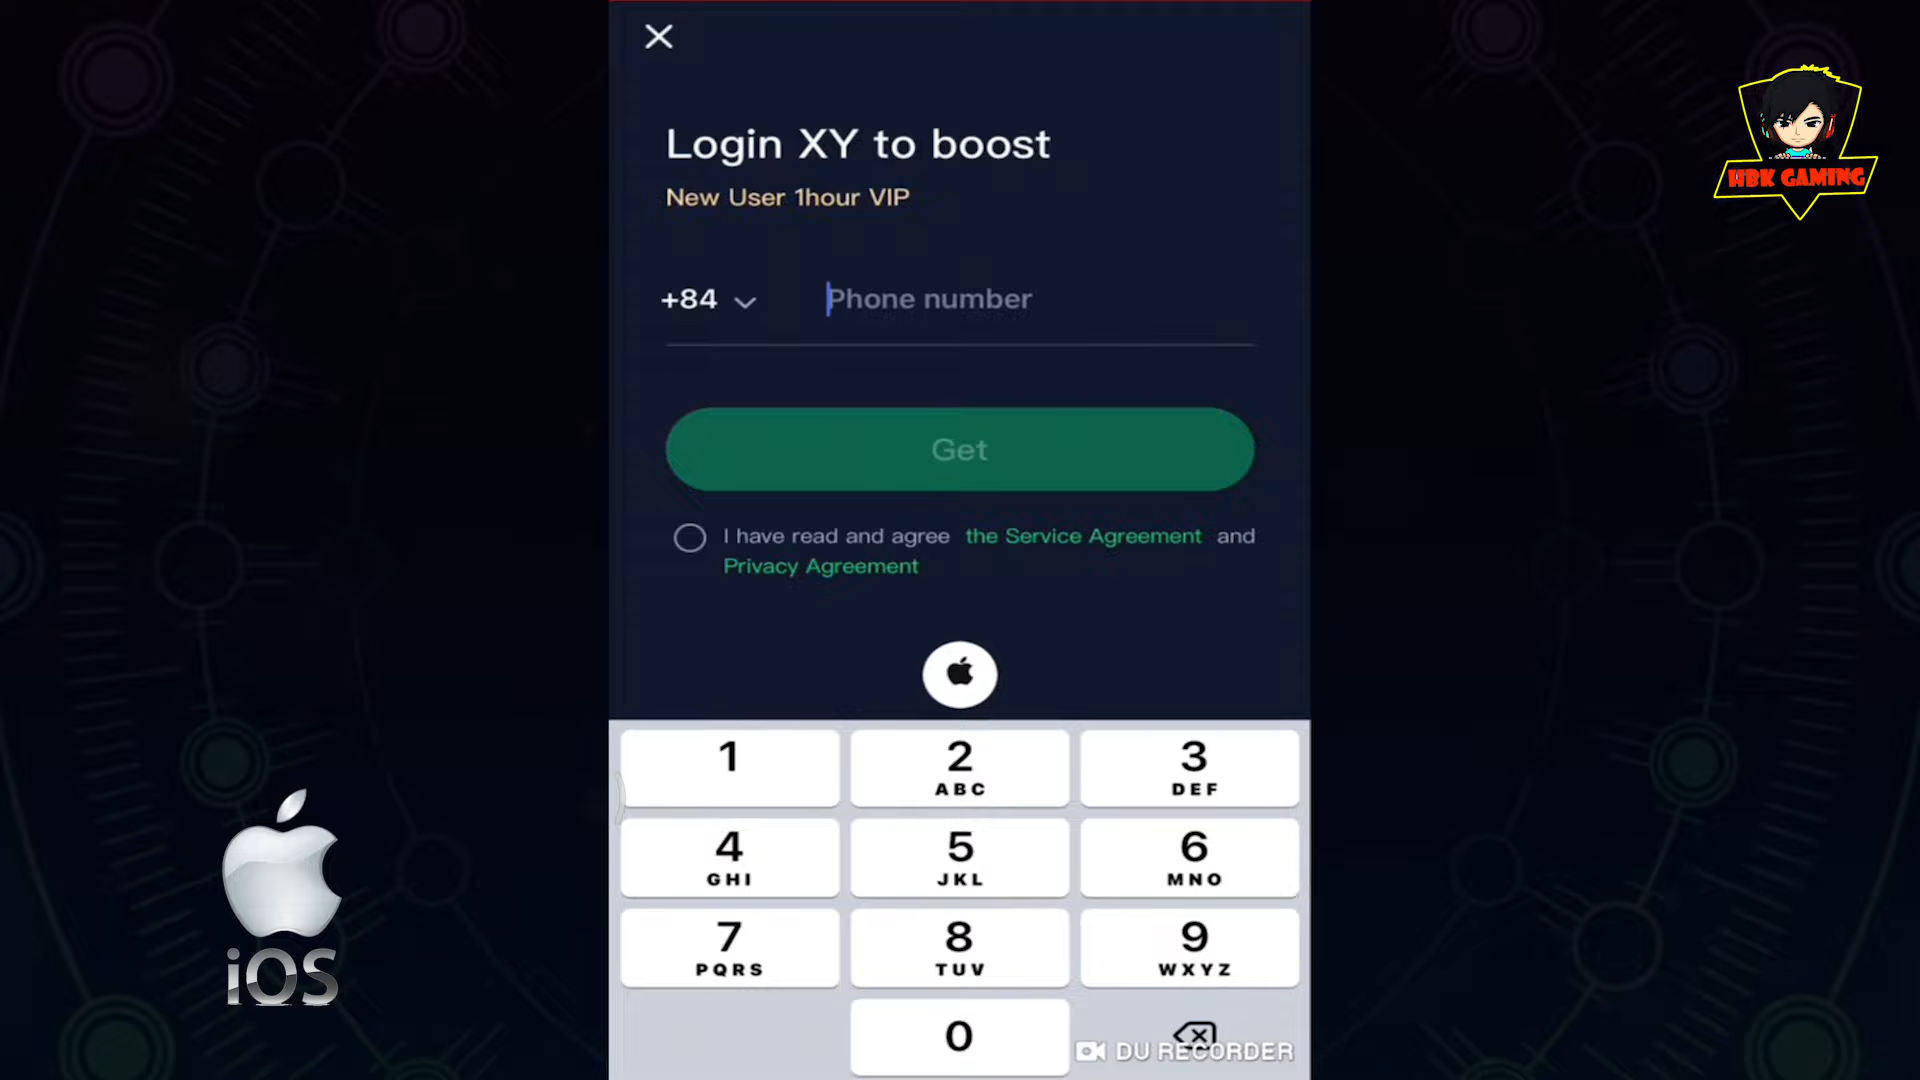 Login XY to boost
New User 1hour VIP
+84 Phone number
Get
I have read and agree the Service Agreement and
Privacy Agreement
1 2 3
ABC DEF
4 5 6
GHI JKL MNO
7 8 9
PQRS TUV WXYZ
0
DU RECORDER
HBK GAMING
iOS